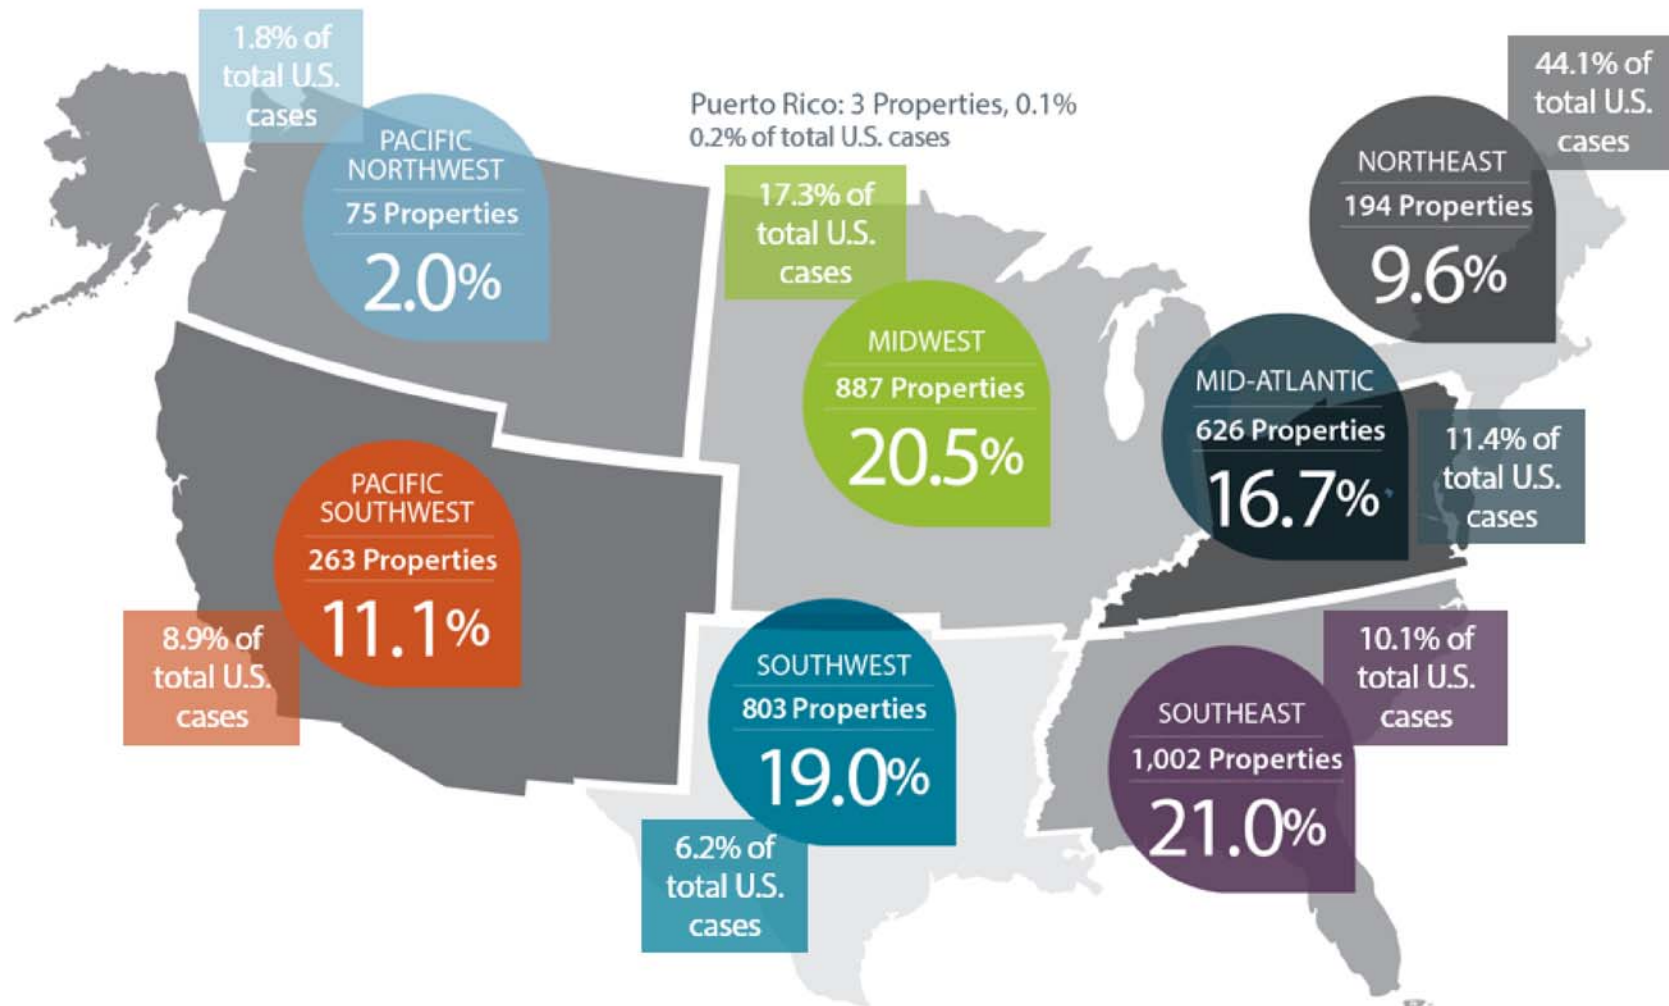 1.8% of
total U.S.
cases
PACIFIC
NORTHWEST
75 Properties
2.0%
Puerto Rico: 3 Properties, 0.1%
0.2% of total U.S. cases
44.1% of
total U.S.
cases
NORTHEAST
194 Properties
9.6%
17.3% of
total U.S.
cases
MIDWEST
887 Properties
20.5%
MID-ATLANTIC
626 Properties
16.7%
11.4% of
total U.S.
cases
PACIFIC
SOUTHWEST
263 Properties
11.1%
8.9% of
total U.S.
cases
SOUTHWEST
803 Properties
19.0%
6.2% of
total U.S.
cases
10.1% of
total U.S.
cases
SOUTHEAST
1,002 Properties
21.0%